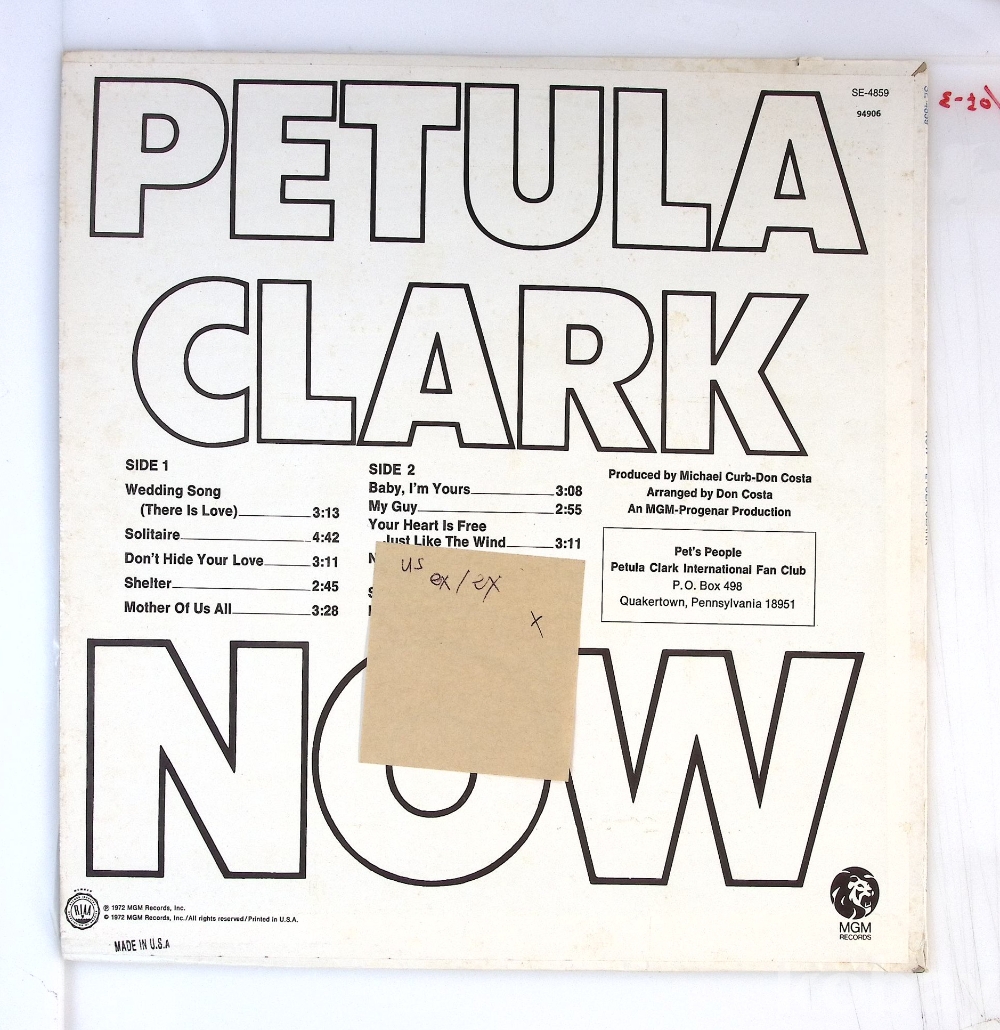 PETULA
SE-4859
94906
CLARK
SIDE 1
Wedding Song
(There Is Love) 3:13
Solitaire 4:42
Don't Hide Your Love 3:11
Shelter 2:45
Mother Of Us All 3:28
SIDE 2
Baby, I'm Yours 3:08
My Guy 2:55
Your Heart Is Free
Just Like The Wind 3:11
Produced by Michael Curb-Don Costa
Arranged by Don Costa
An MGM-Progenar Production
Pet's People
Petula Clark International Fan Club
P.O. Box 498
Quakertown, Pennsylvania 18951
US
ex/ex
x
NOW
℗ 1972 MGM Records, Inc.
© 1972 MGM Records, Inc./All rights reserved/Printed in U.S.A.
MADE IN U.S.A
MGM
RECORDS